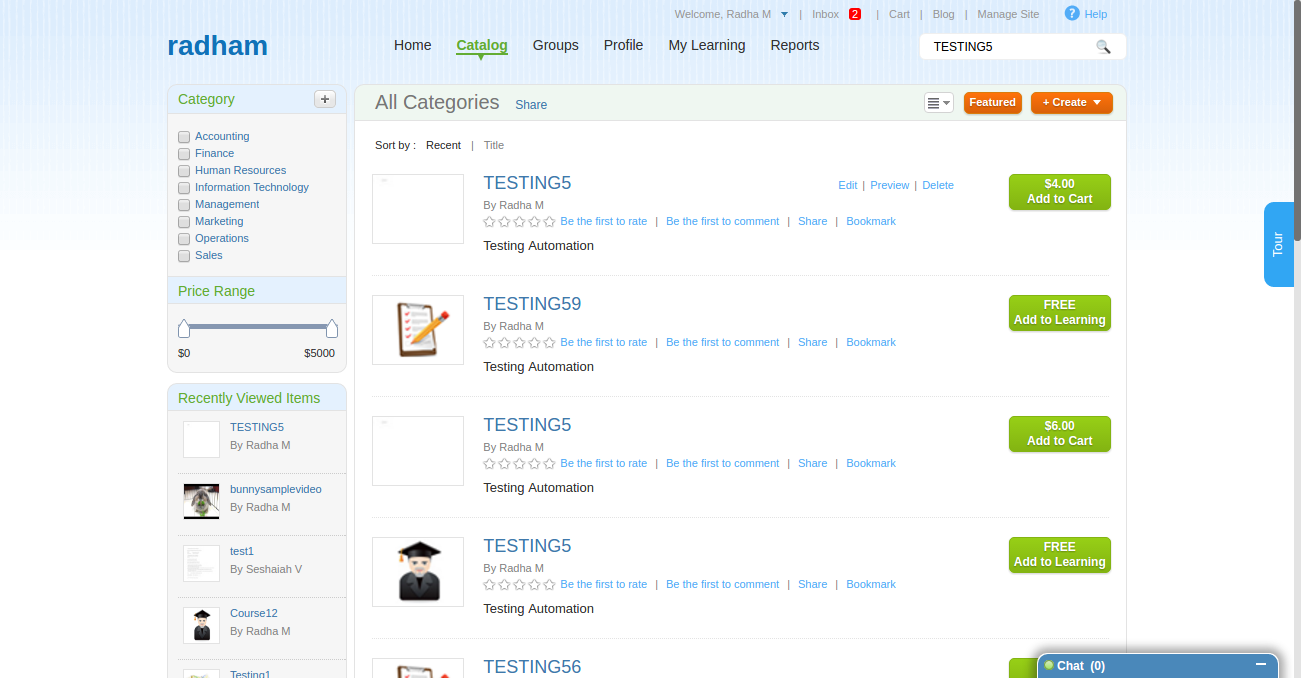 Welcome, Radha M | Inbox 2 | Cart | Blog | Manage Site ? Help
radham
Home Catalog Groups Profile My Learning Reports
TESTING5
Category +
Accounting
Finance
Human Resources
Information Technology
Management
Marketing
Operations
Sales
Price Range
$0 $5000
Recently Viewed Items
TESTING5
By Radha M
bunnysamplevideo
By Radha M
test1
By Seshaiah V
Course12
By Radha M
Testing1
All Categories Share
Featured + Create
Sort by : Recent | Title
TESTING5
Edit | Preview | Delete
$4.00
Add to Cart
By Radha M
Be the first to rate | Be the first to comment | Share | Bookmark
Testing Automation
TESTING59
FREE
Add to Learning
By Radha M
Be the first to rate | Be the first to comment | Share | Bookmark
Testing Automation
TESTING5
$6.00
Add to Cart
By Radha M
Be the first to rate | Be the first to comment | Share | Bookmark
Testing Automation
TESTING5
FREE
Add to Learning
By Radha M
Be the first to rate | Be the first to comment | Share | Bookmark
Testing Automation
TESTING56
Tour
Chat (0)